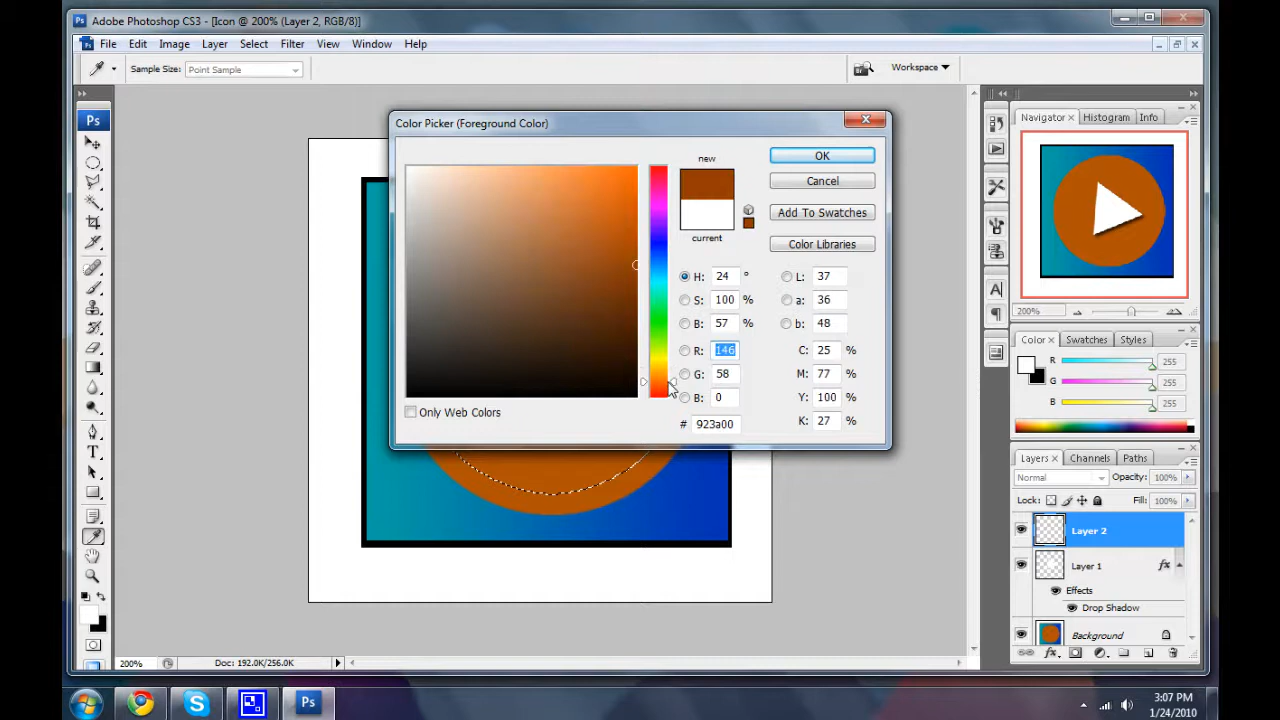 Ps Adobe Photoshop CS3 - [Icon @ 200% (Layer 2, RGB/8)]
File Edit Image Layer Select Filter View Window Help
Sample Size: Point Sample Workspace
Ps
Color Picker (Foreground Color)
new
current
OK
Cancel
Add To Swatches
Color Libraries
H: 24 ° L: 37
S: 100 % a: 36
B: 57 % b: 48
R: 146 C: 25 %
G: 58 M: 77 %
B: 0 Y: 100 %
# 923a00 K: 27 %
Only Web Colors
Navigator Histogram Info
200%
Color Swatches Styles
R 255
G 255
B 255
Layers Channels Paths
Normal Opacity: 100%
Lock: Fill: 100%
Layer 2
Layer 1 fx
Effects
Drop Shadow
Background
200% Doc: 192.0K/256.0K
Ps
3:07 PM
1/24/2010